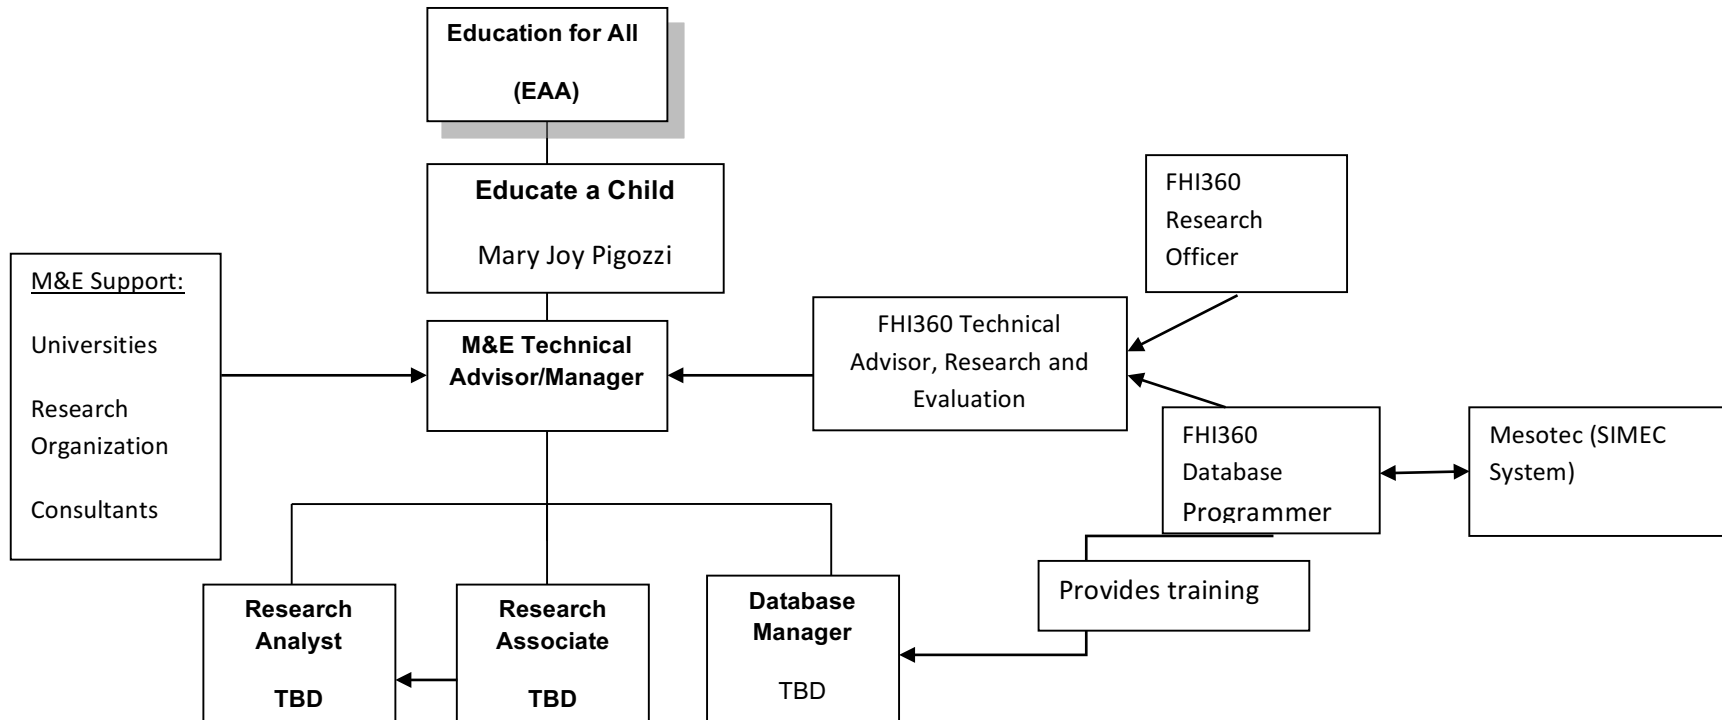 Education for All
(EAA)
Educate a Child
Mary Joy Pigozzi
M&E Support:
Universities
Research
Organization
Consultants
M&E Technical
Advisor/Manager
FHI360 Technical
Advisor, Research and
Evaluation
FHI360
Research
Officer
FHI360
Database
Programmer
Mesotec (SIMEC
System)
Provides training
Research
Analyst
TBD
Research
Associate
TBD
Database
Manager
TBD